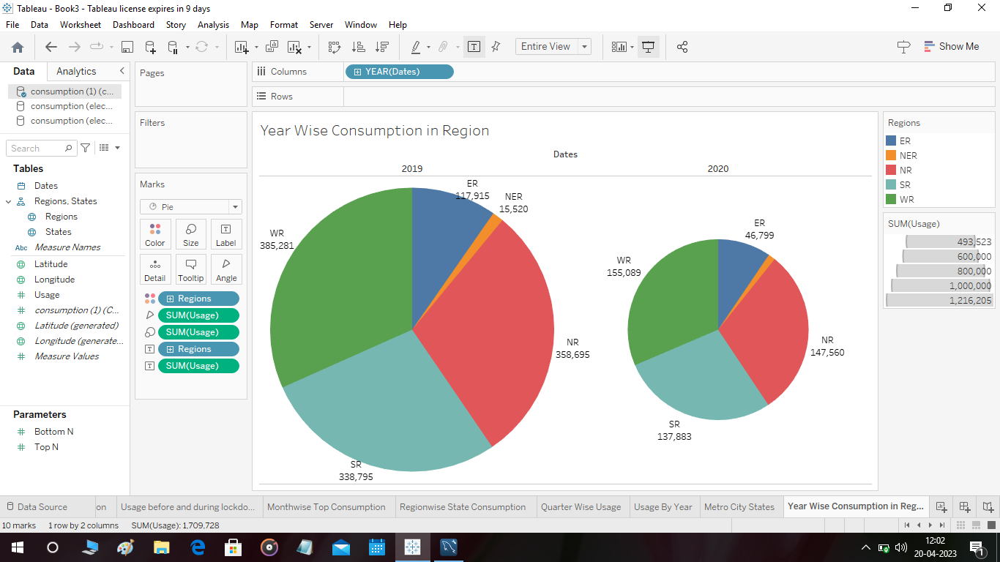 Tableau - Book3 - Tableau license expires in 9 days
File Data Worksheet Dashboard Story Analysis Map Format Server Window Help
Entire View
Show Me
Data Analytics
consumption (1) (c...
consumption (elec...
consumption (elec...
Search
Tables
Dates
Regions, States
Regions
States
Abc Measure Names
Latitude
Longitude
Usage
consumption (1) (C...
Latitude (generated)
Longitude (generate...
Measure Values
Parameters
Bottom N
Top N
Pages
Filters
Marks
Pie
Color Size Label
Detail Tooltip Angle
Regions
SUM(Usage)
SUM(Usage)
Regions
SUM(Usage)
Columns YEAR(Dates)
Rows
Year Wise Consumption in Region
Dates
2019 2020
ER
117,915
NER
15,520
WR
385,281
NR
358,695
SR
338,795
ER
46,799
WR
155,089
NR
147,560
SR
137,883
Regions
ER
NER
NR
SR
WR
SUM(Usage)
493,523
600,000
800,000
1,000,000
1,216,205
Data Source on Usage before and during lockdo... Monthwise Top Consumption Regionwise State Consumption Quarter Wise Usage Usage By Year Metro City States Year Wise Consumption in Reg...
10 marks 1 row by 2 columns SUM(Usage): 1,709,728
12:02
20-04-2023
1